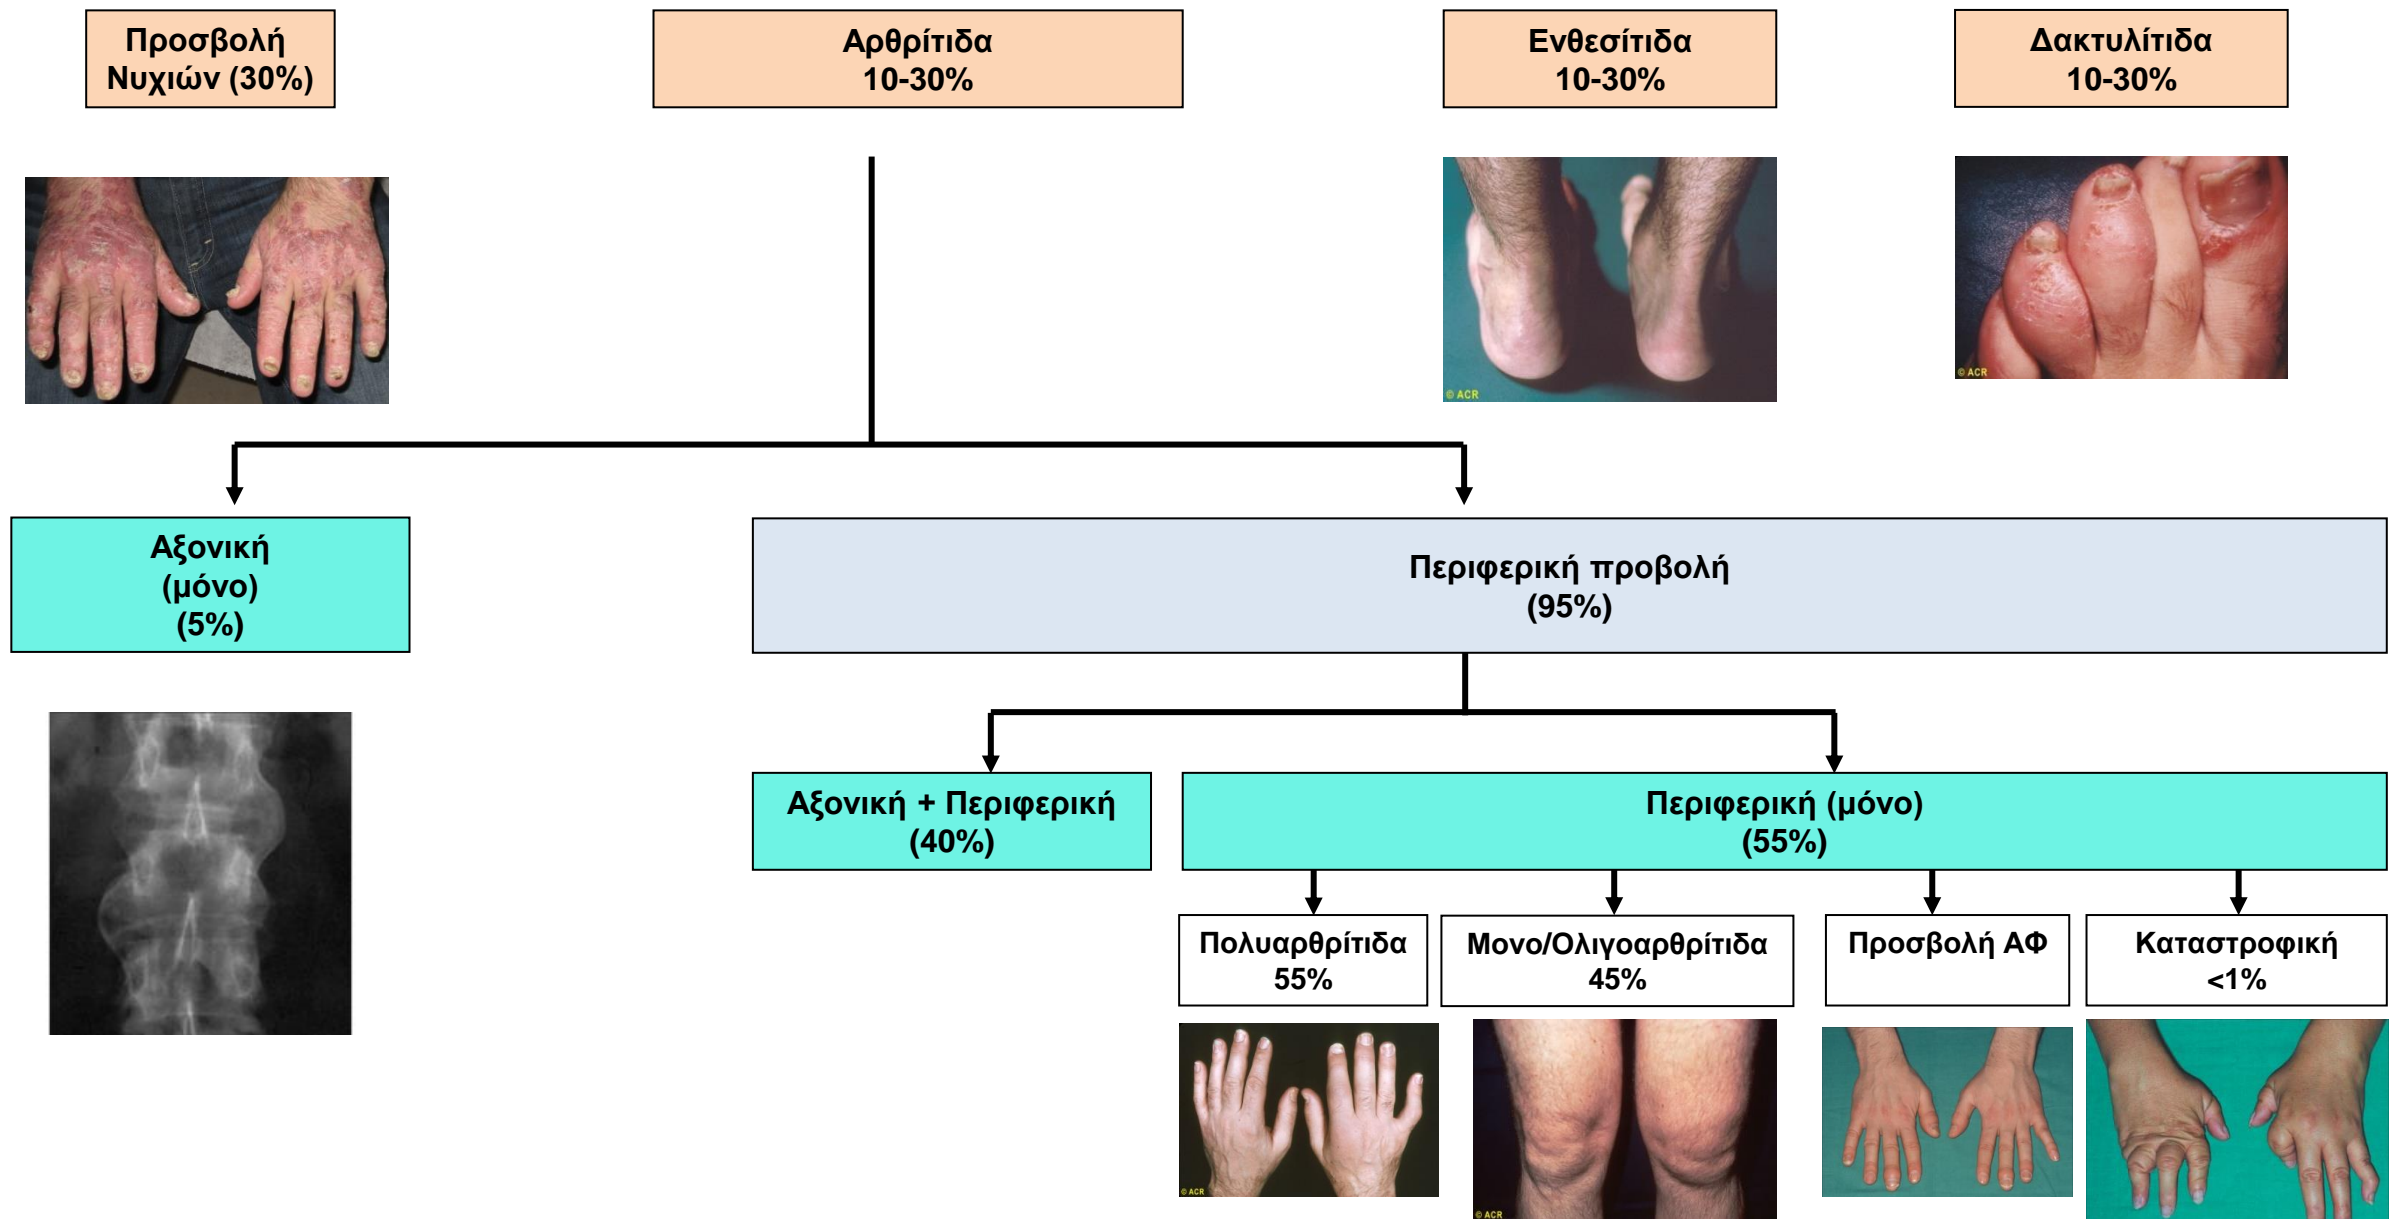 Προσβολή
Νυχιών (30%)
Αρθρίτιδα
10-30%
Ενθεσίτιδα
10-30%
Δακτυλίτιδα
10-30%
© ACR
© ACR
Αξονική
(μόνο)
(5%)
Περιφερική προβολή
(95%)
Αξονική + Περιφερική
(40%)
Περιφερική (μόνο)
(55%)
Πολυαρθρίτιδα
55%
Μονο/Ολιγοαρθρίτιδα
45%
Προσβολή ΑΦ
Καταστροφική
<1%
© ACR
© ACR